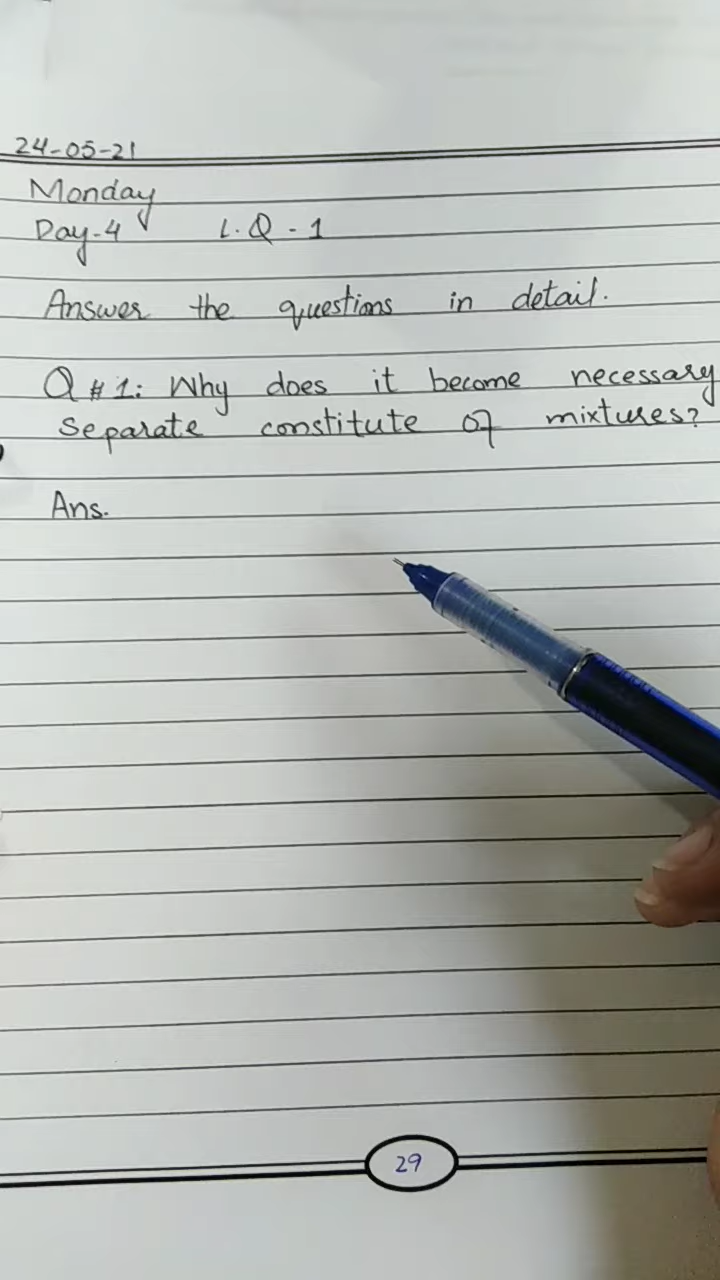 24-05-21
Monday
Day-4 L.Q-1
Answer the questions in detail.
Q#1: Why does it become necessary
separate constitute of mixtures?
Ans.
29